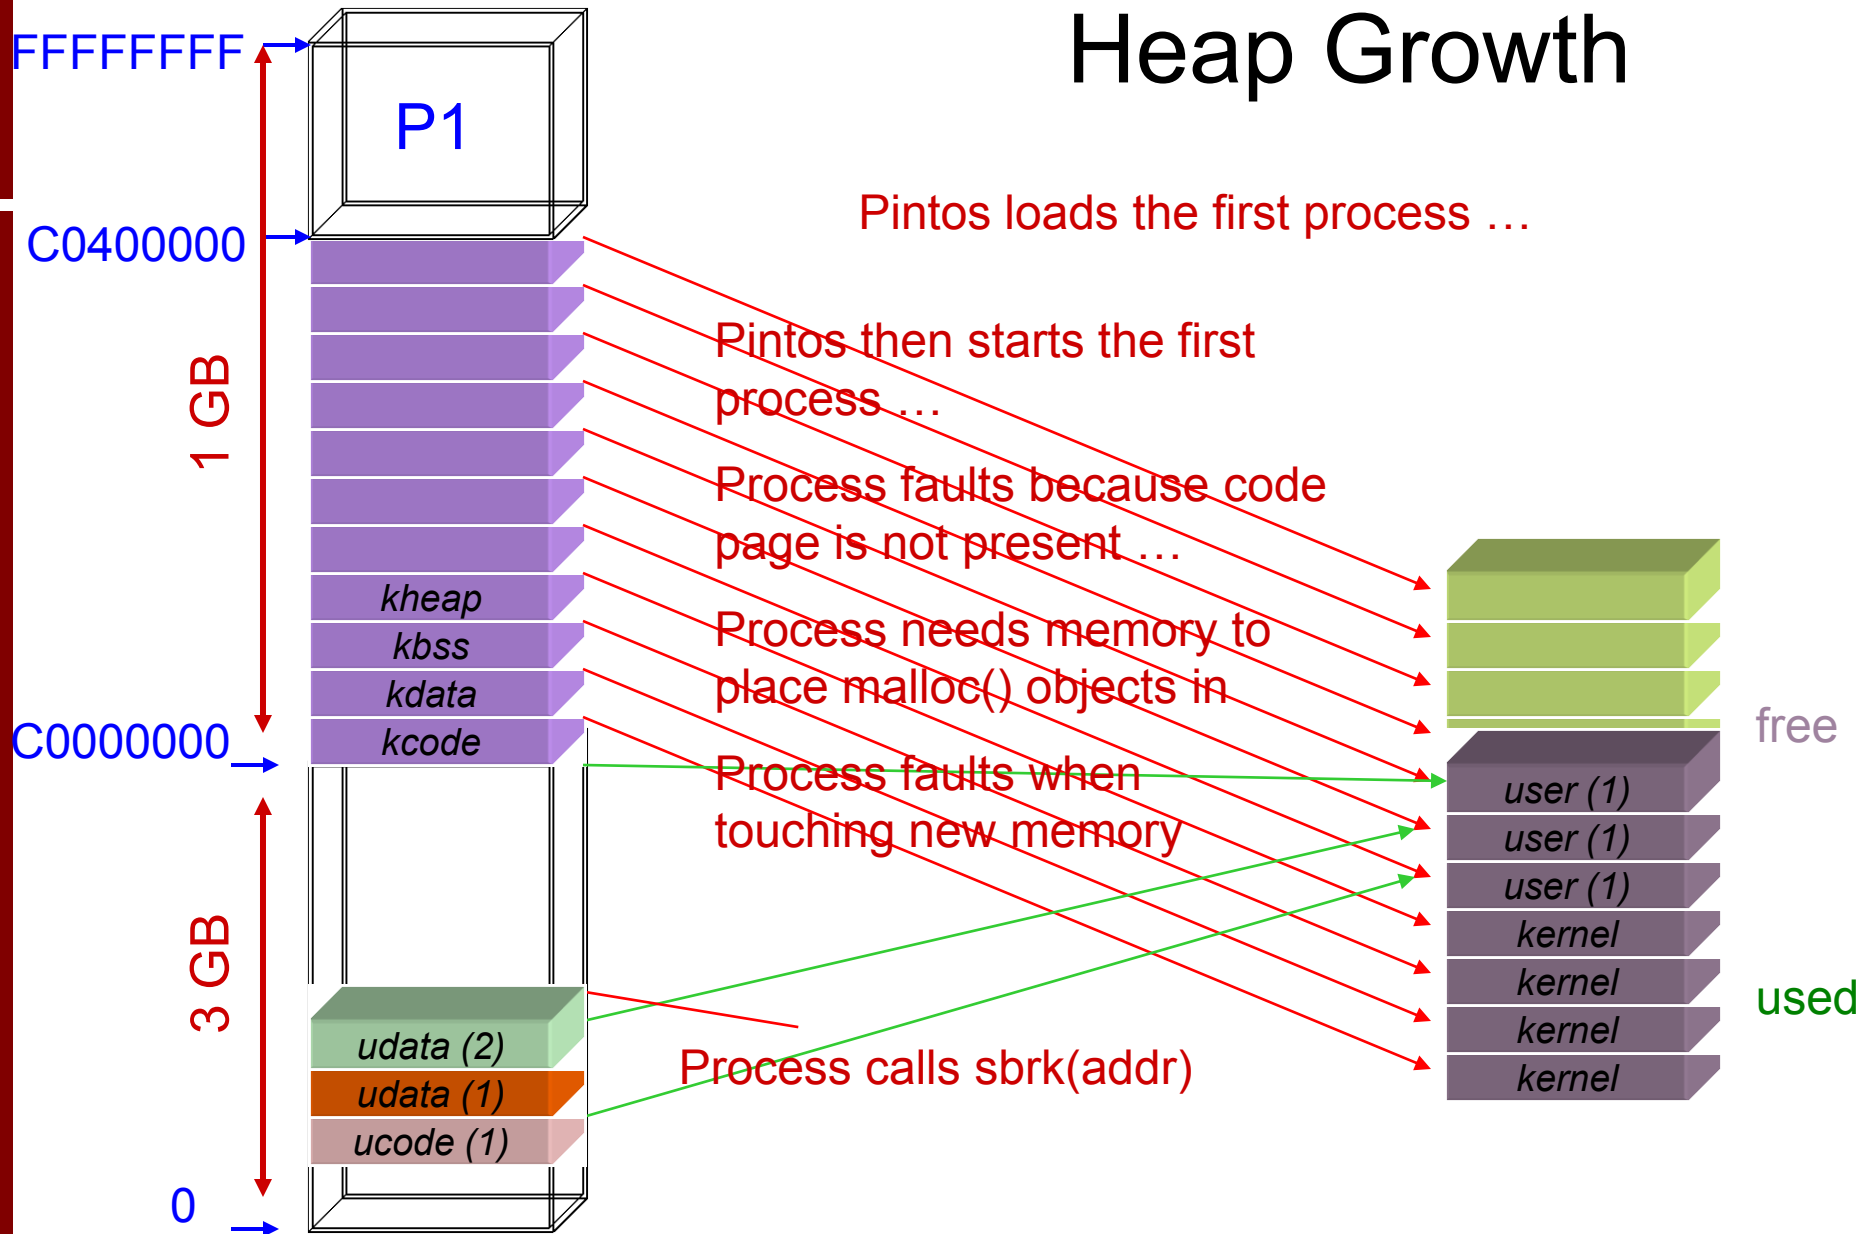 Heap Growth
FFFFFFFF
P1
Pintos loads the first process …
C0400000
Pintos then starts the first
process …
1 GB
Process faults because code
page is not present …
kheap
Process needs memory to
kbss
place malloc() objects in
kdata
free
kcode
C0000000
Process faults when
touching new memory
user (1)
user (1)
user (1)
kernel
kernel
kernel
kernel
used
3 GB
udata (2)
Process calls sbrk(addr)
udata (1)
ucode (1)
0